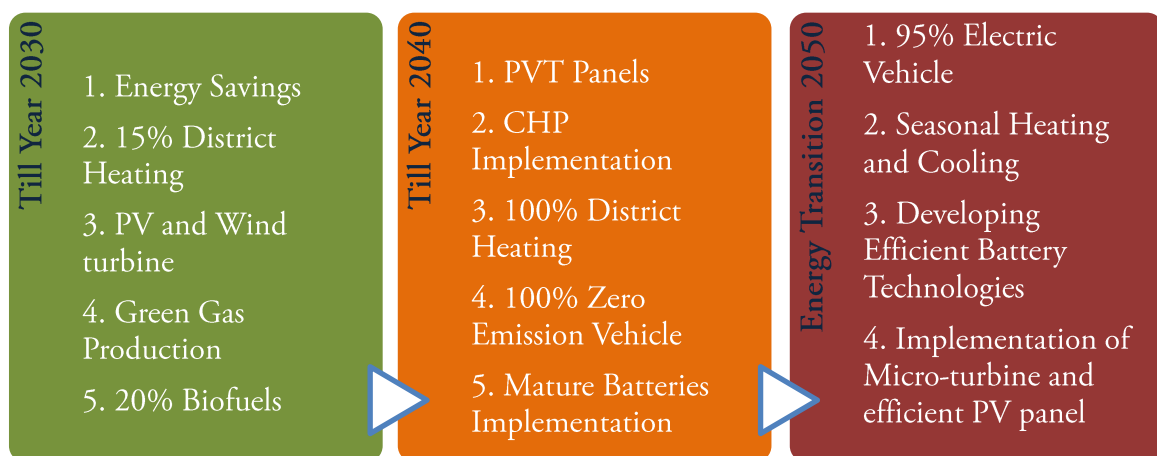 Till Year 2030
1. Energy Savings
2. 15% District
Heating
3. PV and Wind
turbine
4. Green Gas
Production
5. 20% Biofuels
Till Year 2040
1. PVT Panels
2. CHP
Implementation
3. 100% District
Heating
4. 100% Zero
Emission Vehicle
5. Mature Batteries
Implementation
Energy Transition 2050
1. 95% Electric
Vehicle
2. Seasonal Heating
and Cooling
3. Developing
Efficient Battery
Technologies
4. Implementation of
Micro-turbine and
efficient PV panel